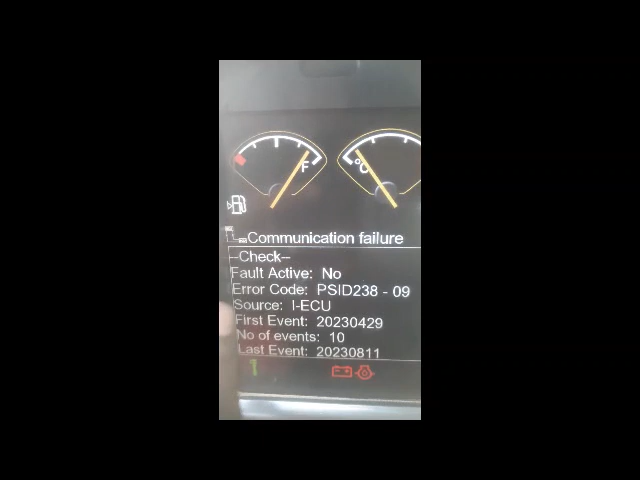 F
°C
Communication failure
--Check--
Fault Active: No
Error Code: PSID238 - 09
Source: I-ECU
First Event: 20230429
No of events: 10
Last Event: 20230811